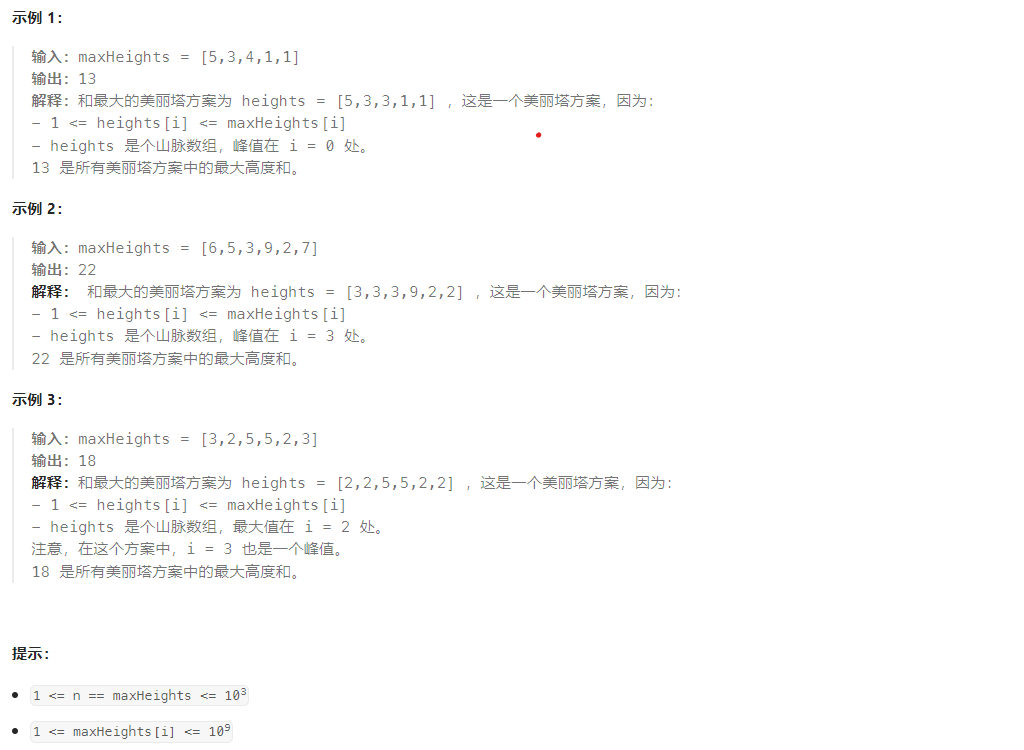 示例 1:
输入: maxHeights = [5,3,4,1,1]
输出: 13
解释: 和最大的美丽塔方案为 heights = [5,3,3,1,1] ，这是一个美丽塔方案，因为:
- 1 <= heights[i] <= maxHeights[i]
- heights 是个山脉数组，峰值在 i = 0 处。
13 是所有美丽塔方案中的最大高度和。
示例 2:
输入: maxHeights = [6,5,3,9,2,7]
输出: 22
解释: 和最大的美丽塔方案为 heights = [3,3,3,9,2,2] ，这是一个美丽塔方案，因为:
- 1 <= heights[i] <= maxHeights[i]
- heights 是个山脉数组，峰值在 i = 3 处。
22 是所有美丽塔方案中的最大高度和。
示例 3:
输入: maxHeights = [3,2,5,5,2,3]
输出: 18
解释: 和最大的美丽塔方案为 heights = [2,2,5,5,2,2] ，这是一个美丽塔方案，因为:
- 1 <= heights[i] <= maxHeights[i]
- heights 是个山脉数组，最大值在 i = 2 处。
注意，在这个方案中，i = 3 也是一个峰值。
18 是所有美丽塔方案中的最大高度和。
提示:
• 1 <= n == maxHeights <= 10³
• 1 <= maxHeights[i] <= 10⁹